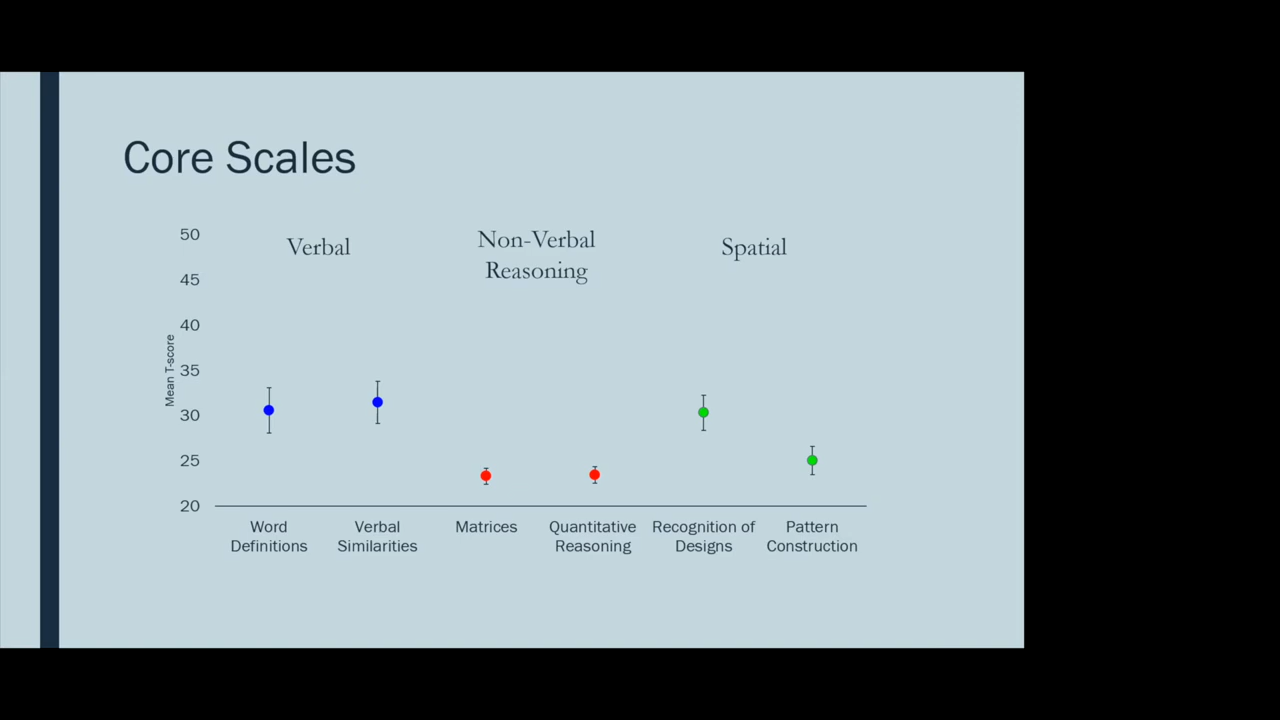 Core Scales
Verbal
Non-Verbal
Reasoning
Spatial
50
45
40
35
30
25
20
Mean T-score
Word
Definitions
Verbal
Similarities
Matrices
Quantitative
Reasoning
Recognition of
Designs
Pattern
Construction